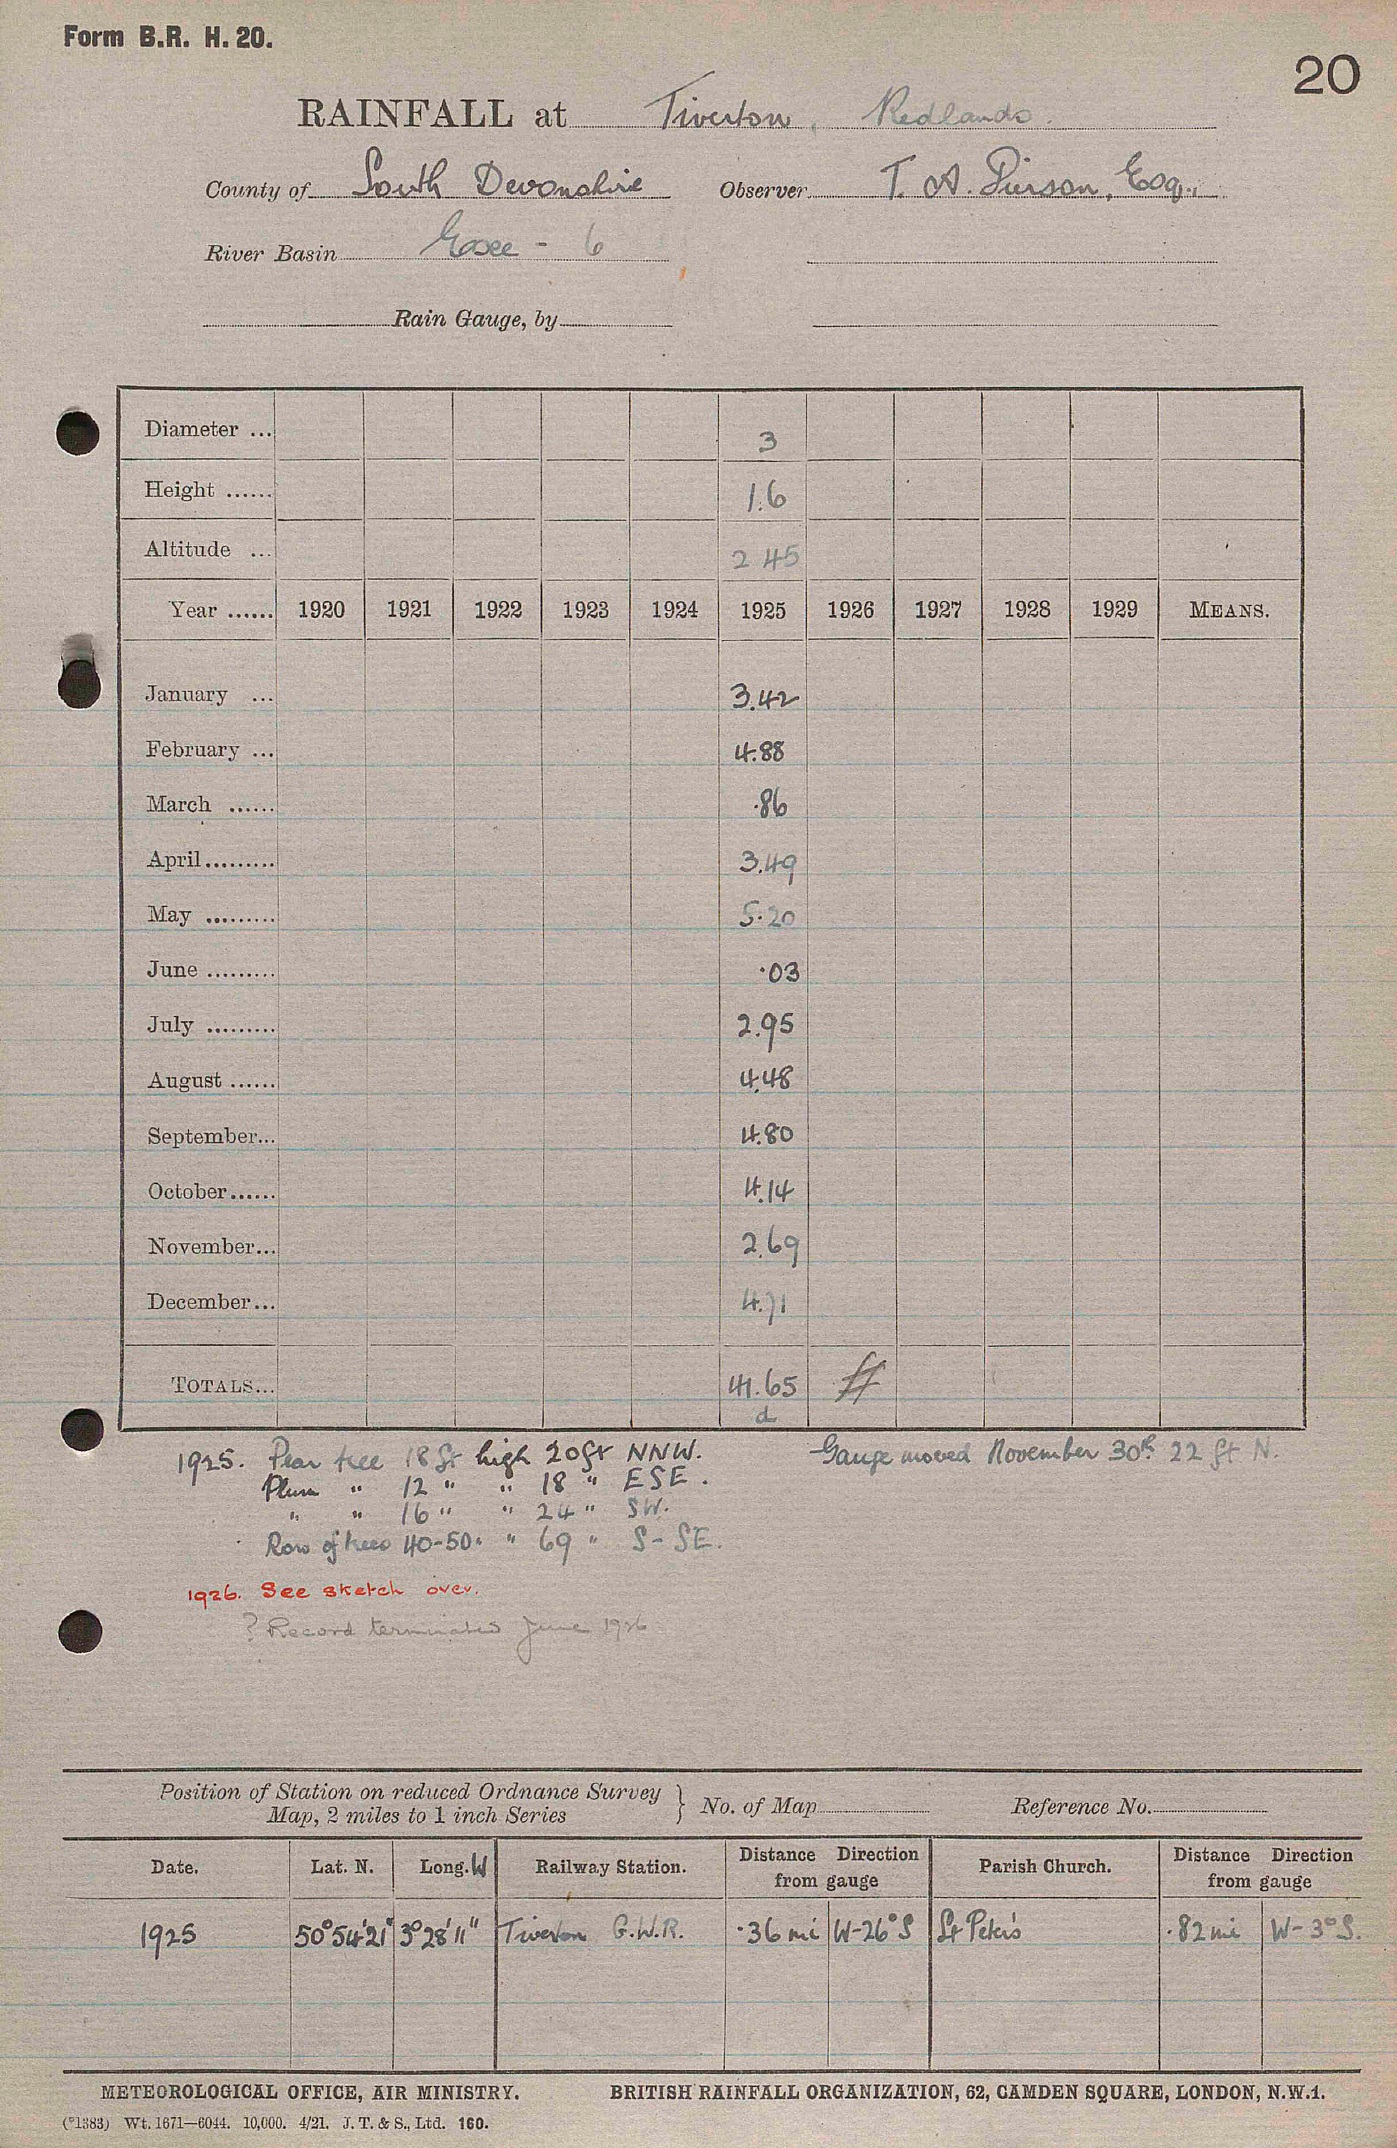 Form B.R. H. 20.
20
RAINFALL at Tiverton, Redlands.
County of South Devonshire Observer T. A. Pierson, Esq.,
River Basin Exe - 6
Rain Gauge, by
Diameter ... 3
Height ...... 1.6
Altitude ... 245
Year ...... 1920 1921 1922 1923 1924 1925 1926 1927 1928 1929 MEANS.
January ... 3.42
February ... 4.88
March ...... .86
April......... 3.49
May ......... 5.20
June ......... .03
July ......... 2.95
August ...... 4.48
September... 4.80
October...... 4.14
November... 2.69
December... 4.71
TOTALS... 41.65
d
1925. Pear tree 18 ft high 20 ft NNW. Gauge moved November 30th 22 ft N.
Plum " 12 " " 18 " ESE.
" " 16 " " 24 " SW.
Row of trees 40-50 " " 69 " S-SE.
1926. See sketch over.
? Record terminated June 1926
Position of Station on reduced Ordnance Survey
Map, 2 miles to 1 inch Series } No. of Map Reference No.
Date. Lat. N. Long. W Railway Station. Distance Direction from gauge Parish Church. Distance Direction from gauge
1925 50°54'21" 3°28'11" Tiverton G.W.R. .36 mi W-26°S St Peter's .82 mi W-3°S.
METEOROLOGICAL OFFICE, AIR MINISTRY. BRITISH RAINFALL ORGANIZATION, 62, CAMDEN SQUARE, LONDON, N.W.1.
(*1383) Wt. 1671—6044. 10,000. 4/21. J. T. & S., Ltd. 160.